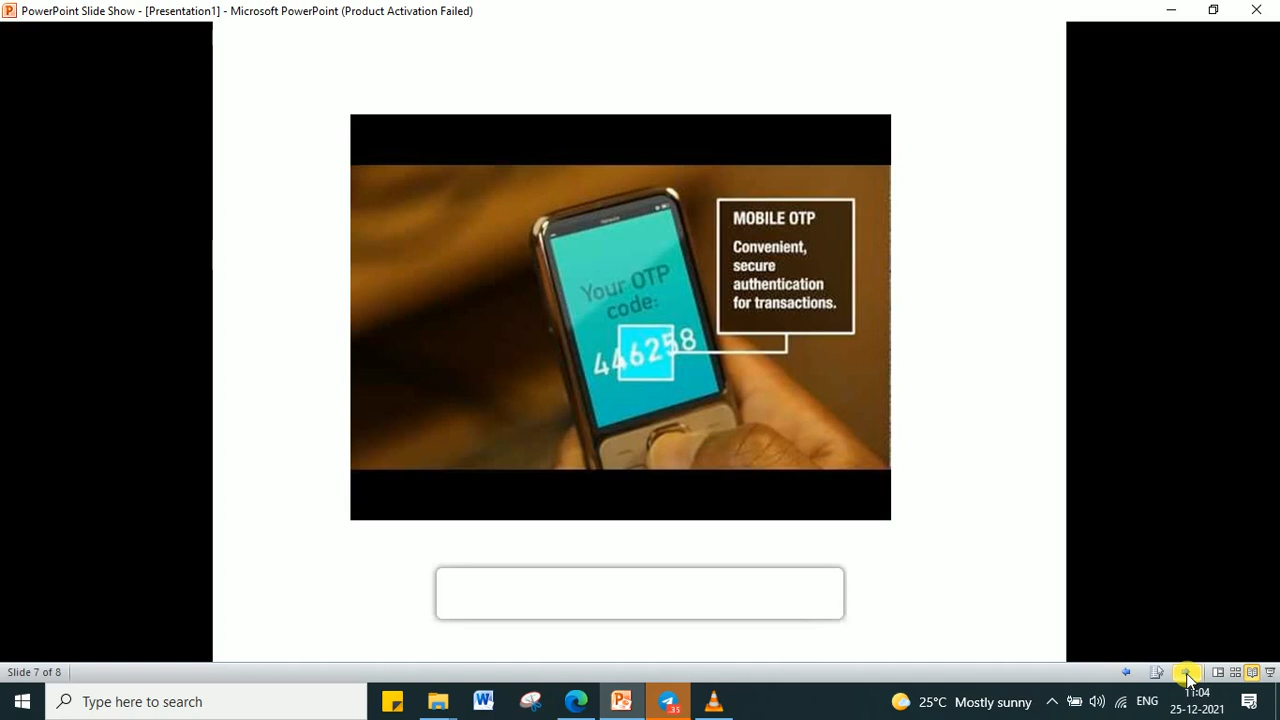 PowerPoint Slide Show - [Presentation1] - Microsoft PowerPoint (Product Activation Failed)
MOBILE OTP
Convenient,
secure
authentication
for transactions.
Your OTP
code:
446258
Slide 7 of 8
Type here to search
35
25°C Mostly sunny
ENG
11:04
25-12-2021